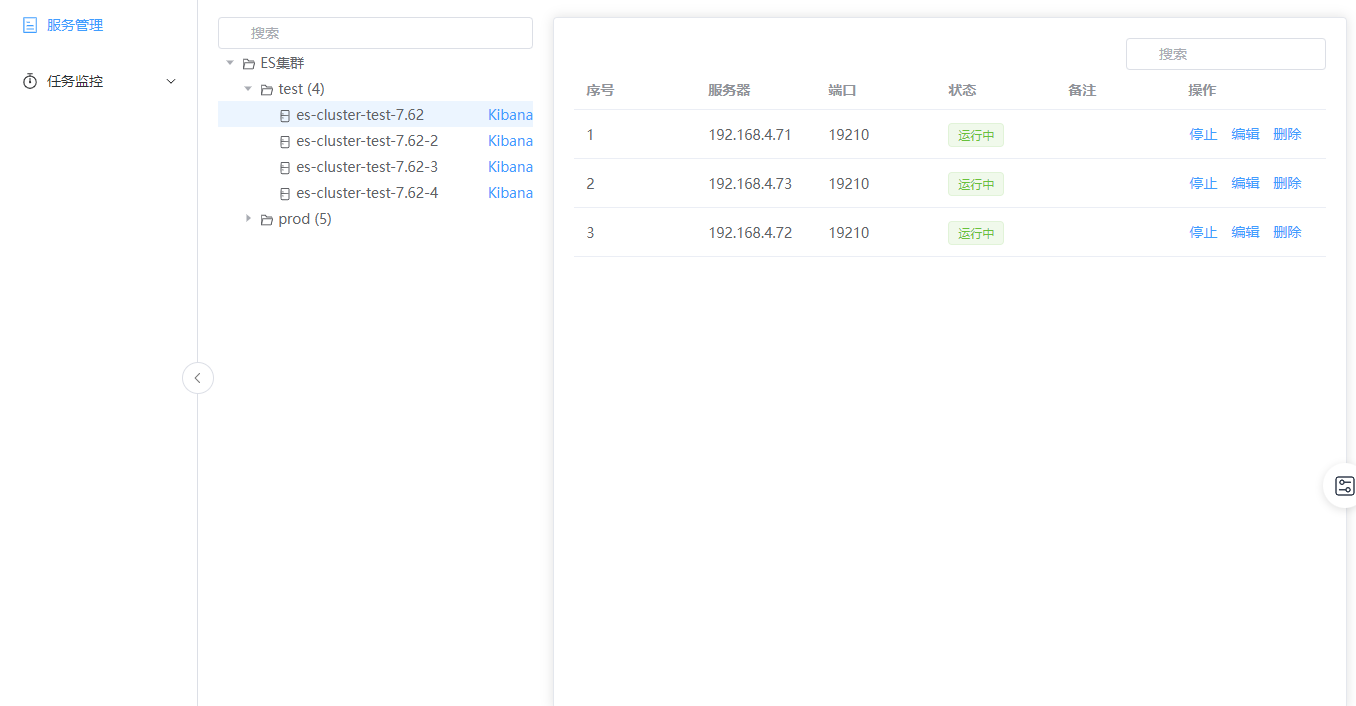 服务管理
任务监控
搜索
ES集群
test (4)
es-cluster-test-7.62 Kibana
es-cluster-test-7.62-2 Kibana
es-cluster-test-7.62-3 Kibana
es-cluster-test-7.62-4 Kibana
prod (5)
搜索
序号 服务器 端口 状态 备注 操作
1 192.168.4.71 19210 运行中 停止 编辑 删除
2 192.168.4.73 19210 运行中 停止 编辑 删除
3 192.168.4.72 19210 运行中 停止 编辑 删除